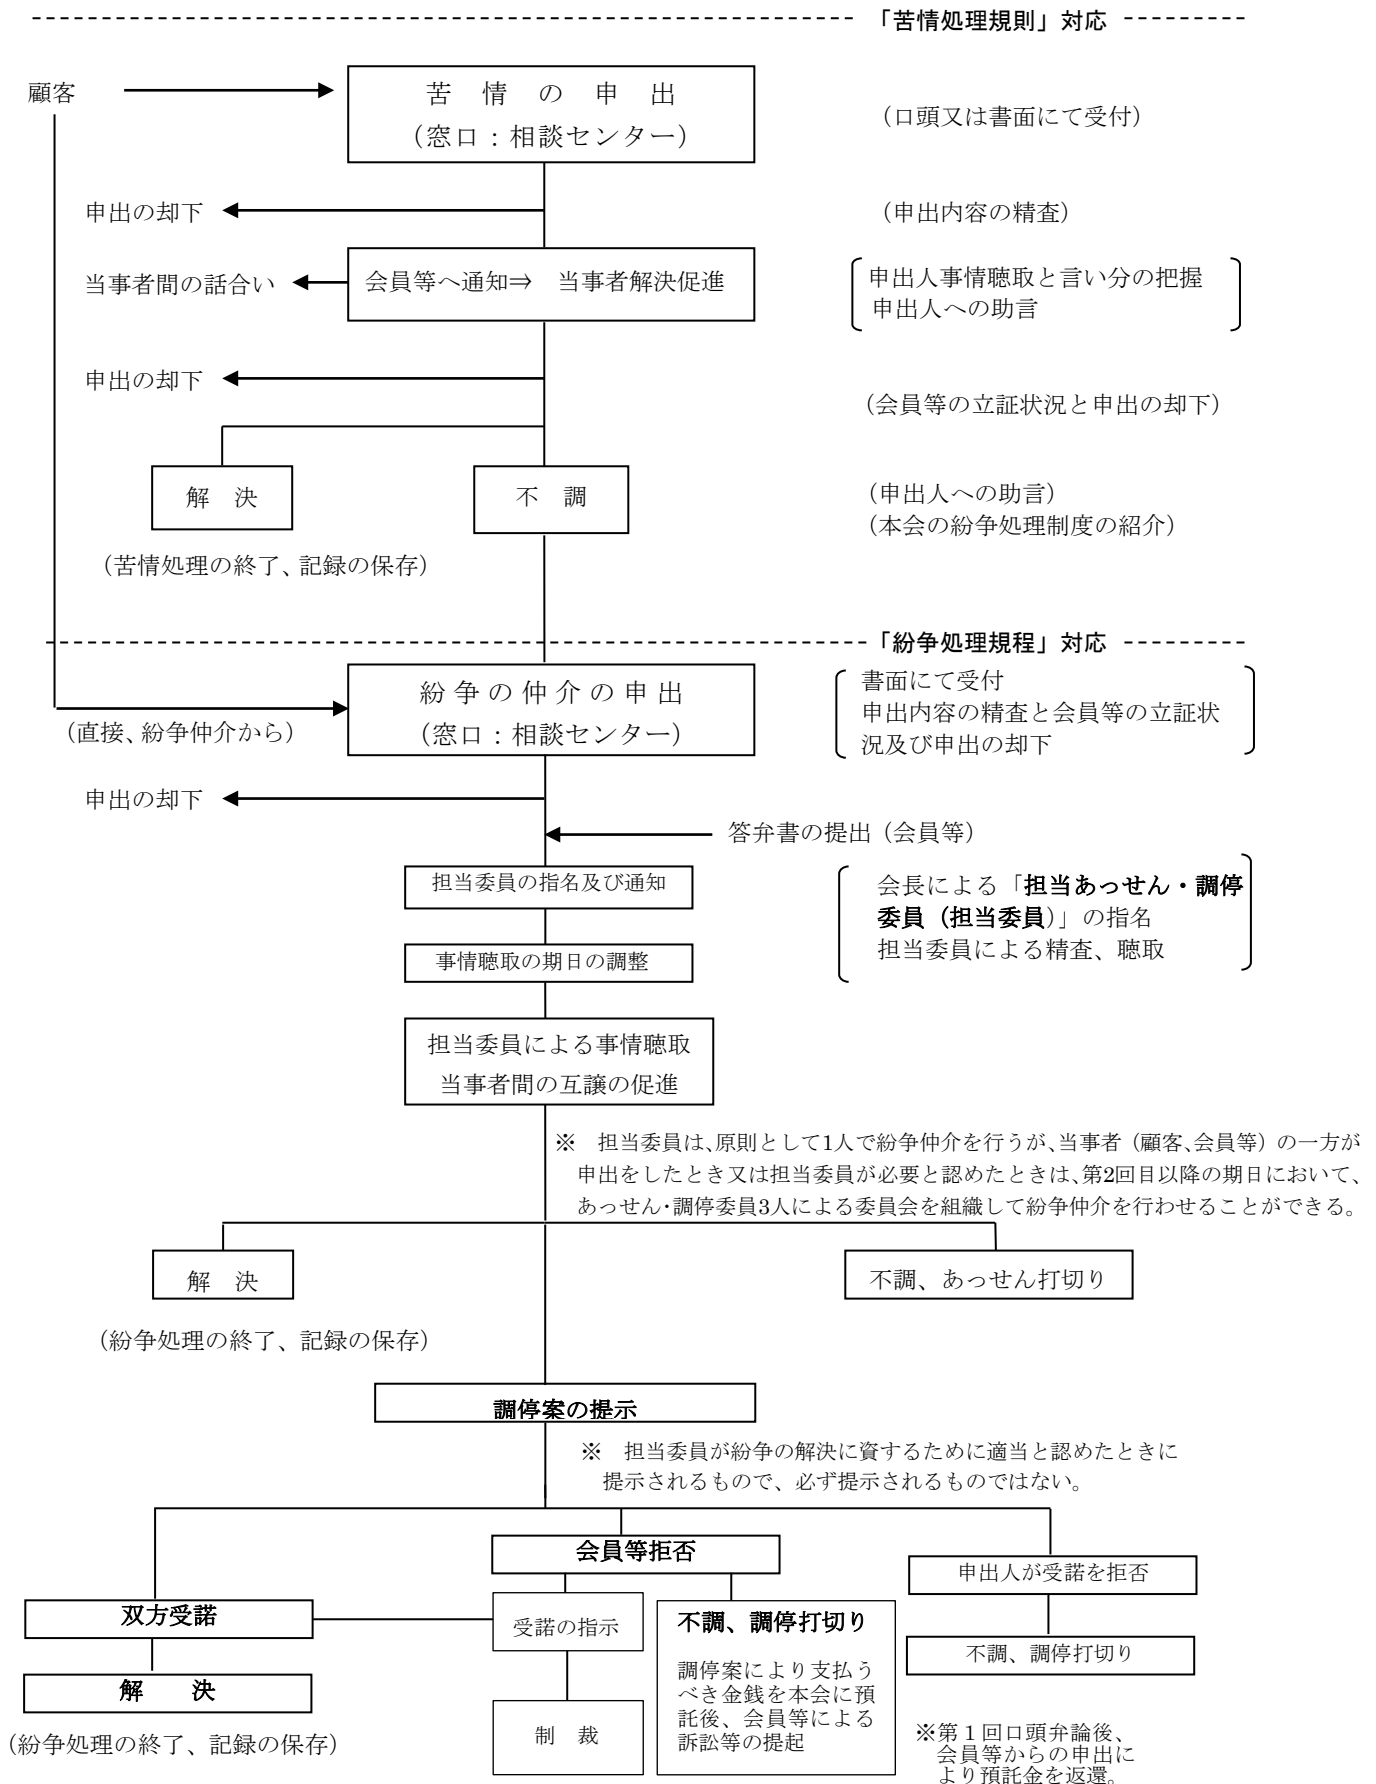 「苦情処理規則」対応
顧客
苦 情 の 申 出
（窓口：相談センター）
（口頭又は書面にて受付）
申出の却下
（申出内容の精査）
当事者間の話合い
会員等へ通知⇒ 当事者解決促進
申出人事情聴取と言い分の把握
申出人への助言
申出の却下
（会員等の立証状況と申出の却下）
解 決
不 調
（申出人への助言）
（本会の紛争処理制度の紹介）
（苦情処理の終了、記録の保存）
「紛争処理規程」対応
紛争の仲介の申出
（窓口：相談センター）
書面にて受付
申出内容の精査と会員等の立証状
況及び申出の却下
（直接、紛争仲介から）
申出の却下
答弁書の提出（会員等）
担当委員の指名及び通知
会長による「担当あっせん・調停
委員（担当委員）」の指名
担当委員による精査、聴取
事情聴取の期日の調整
担当委員による事情聴取
当事者間の互譲の促進
※ 担当委員は、原則として1人で紛争仲介を行うが、当事者（顧客、会員等）の一方が
申出をしたとき又は担当委員が必要と認めたときは、第2回目以降の期日において、
あっせん・調停委員3人による委員会を組織して紛争仲介を行わせることができる。
解 決
不調、あっせん打切り
（紛争処理の終了、記録の保存）
調停案の提示
※ 担当委員が紛争の解決に資するために適当と認めたときに
提示されるもので、必ず提示されるものではない。
会員等拒否
申出人が受諾を拒否
双方受諾
受諾の指示
不調、調停打切り
調停案により支払う
べき金銭を本会に預
託後、会員等による
訴訟等の提起
不調、調停打切り
解 決
制 裁
（紛争処理の終了、記録の保存）
※第１回口頭弁論後、
会員等からの申出に
より預託金を返還。